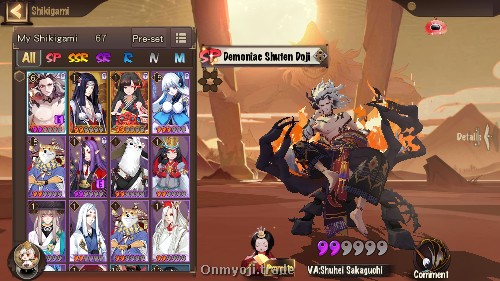 Shikigami
My Shikigami 67 Pre-set
All SP SSR SR R N M
SP Demoniac Shuten Doji
Details
Onmyoji.trade
VA:Shuhei Sakaguchi
Comment